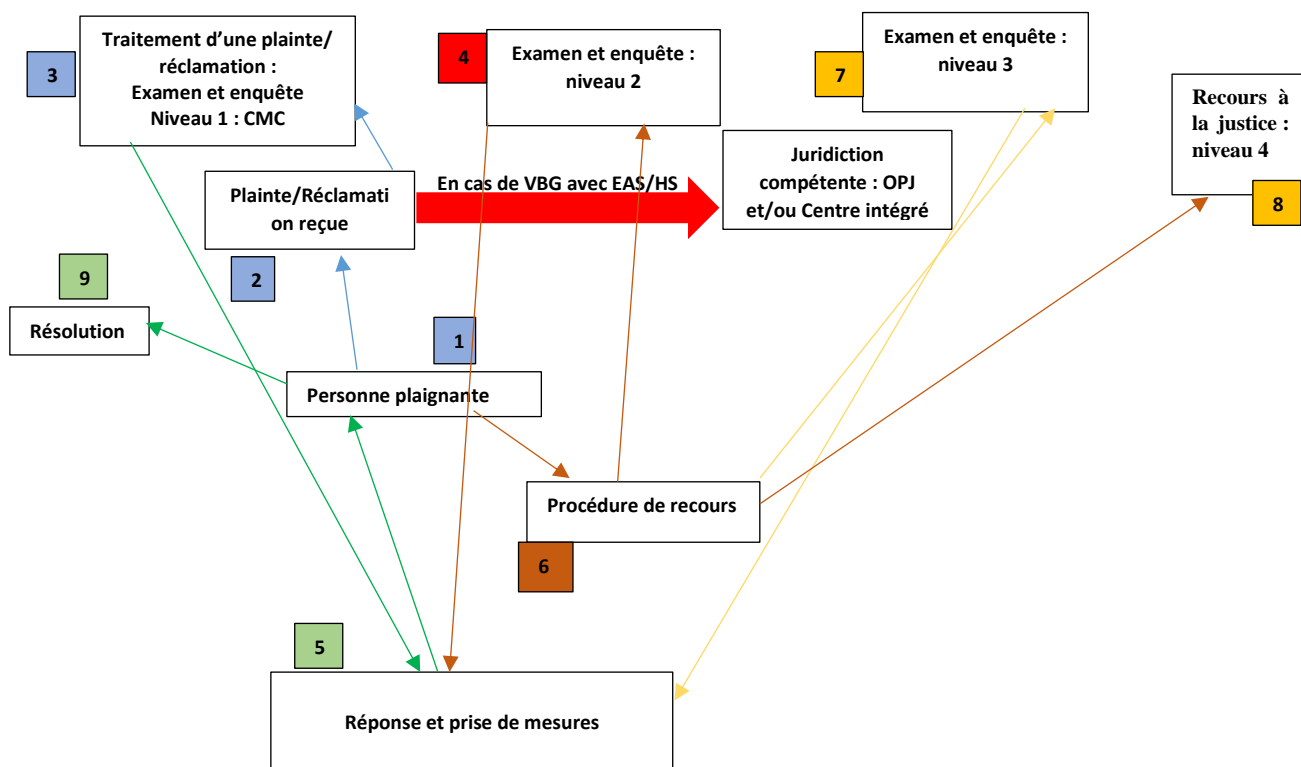 3
Traitement d'une plainte/
réclamation :
Examen et enquête
Niveau 1 : CMC
4
Examen et enquête :
niveau 2
7
Examen et enquête :
niveau 3
Recours à
la justice :
niveau 4
8
Plainte/Réclamati
on reçue
2
En cas de VBG avec EAS/HS
Juridiction
compétente : OPJ
et/ou Centre intégré
9
Résolution
1
Personne plaignante
Procédure de recours
6
5
Réponse et prise de mesures